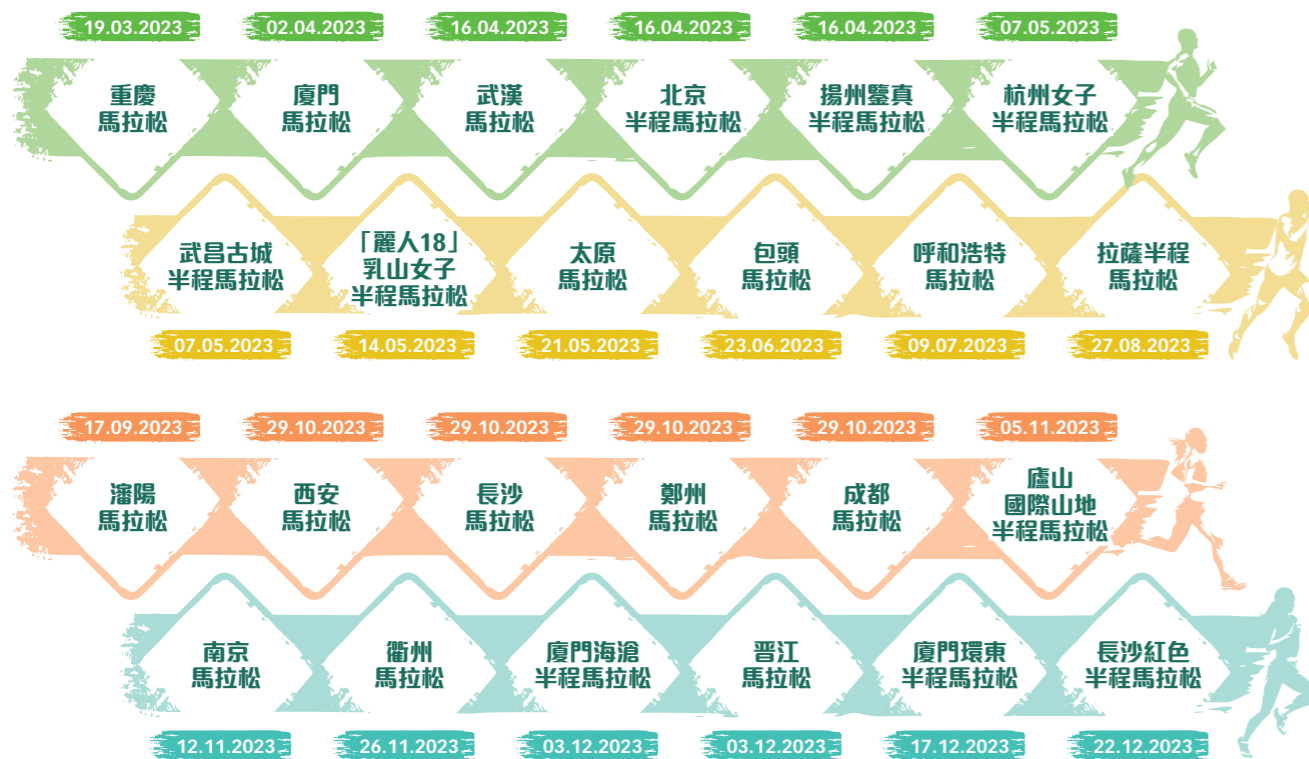 19.03.2023
重慶
馬拉松
02.04.2023
廈門
馬拉松
16.04.2023
武漢
馬拉松
16.04.2023
北京
半程馬拉松
16.04.2023
揚州鑒真
半程馬拉松
07.05.2023
杭州女子
半程馬拉松
武昌古城
半程馬拉松
07.05.2023
「麗人18」
乳山女子
半程馬拉松
14.05.2023
太原
馬拉松
21.05.2023
包頭
馬拉松
23.06.2023
呼和浩特
馬拉松
09.07.2023
拉薩半程
馬拉松
27.08.2023
17.09.2023
瀋陽
馬拉松
29.10.2023
西安
馬拉松
29.10.2023
長沙
馬拉松
29.10.2023
鄭州
馬拉松
29.10.2023
成都
馬拉松
05.11.2023
廬山
國際山地
半程馬拉松
南京
馬拉松
12.11.2023
衢州
馬拉松
26.11.2023
廈門海滄
半程馬拉松
03.12.2023
晋江
馬拉松
03.12.2023
廈門環東
半程馬拉松
17.12.2023
長沙紅色
半程馬拉松
22.12.2023